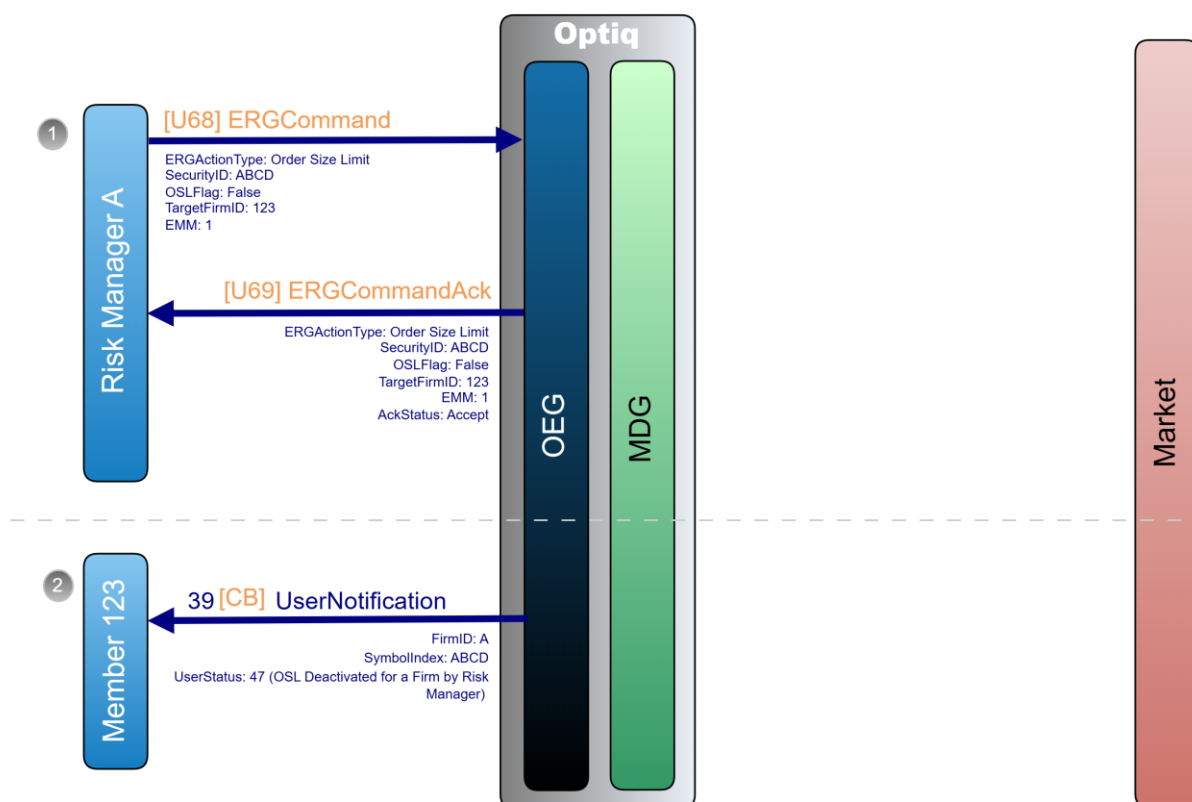 Optiq
1
[U68] ERGCommand
ERGActionType: Order Size Limit
SecurityID: ABCD
OSLFlag: False
TargetFirmID: 123
EMM: 1
Risk Manager A
[U69] ERGCommandAck
ERGActionType: Order Size Limit
SecurityID: ABCD
OSLFlag: False
TargetFirmID: 123
EMM: 1
AckStatus: Accept
OEG
MDG
Market
2
Member 123
39 [CB] UserNotification
FirmID: A
SymbolIndex: ABCD
UserStatus: 47 (OSL Deactivated for a Firm by Risk
Manager)